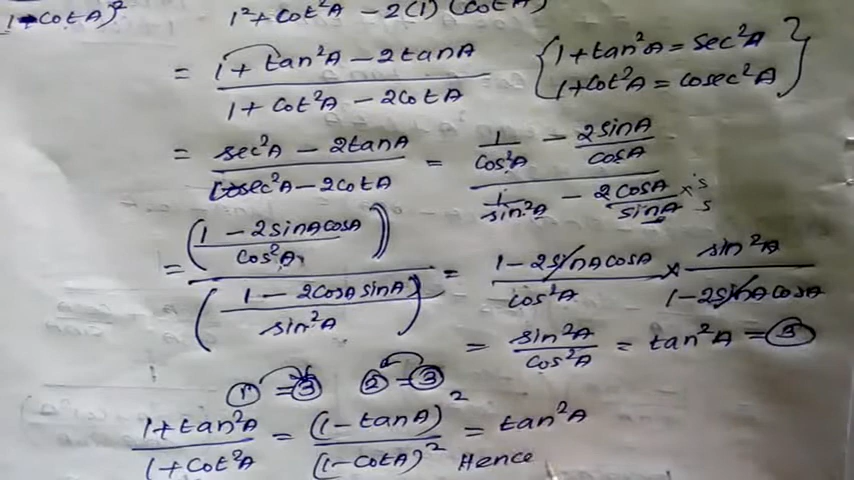 1-CotA)² 1²+Cot²A - 2(1)(CotA)
= 1+tan²A - 2tanA / 1+Cot²A - 2CotA {1+tan²A = sec²A
1+Cot²A = cosec²A}
= sec²A - 2tanA / Cosec²A - 2CotA = 1/Cos²A - 2sinA/CosA / 1/sin²A - 2CosA/sinA × s/s
= (1 - 2sinACosA / Cos²A) / (1 - 2CosAsinA / sin²A) = 1 - 2sinACosA / Cos²A × sin²A / 1 - 2sinACosA
= sin²A / Cos²A = tan²A = 3
1 = 3 2 = 3
1+tan²A / 1+Cot²A = (1-tanA)² / (1-CotA)² = tan²A
Hence